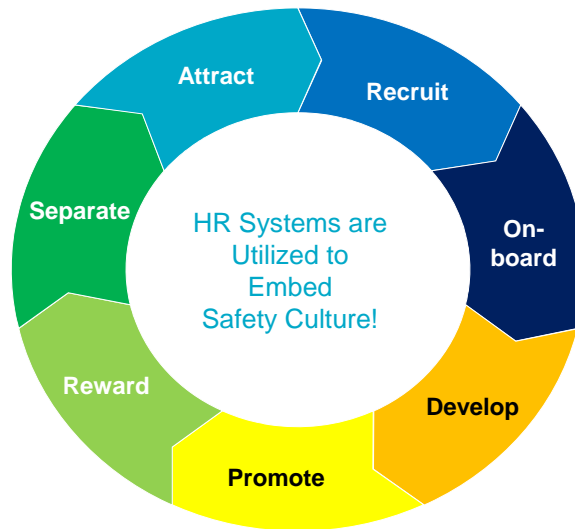 Attract
Recruit
On-
board
Develop
Promote
Reward
Separate
HR Systems are
Utilized to
Embed
Safety Culture!